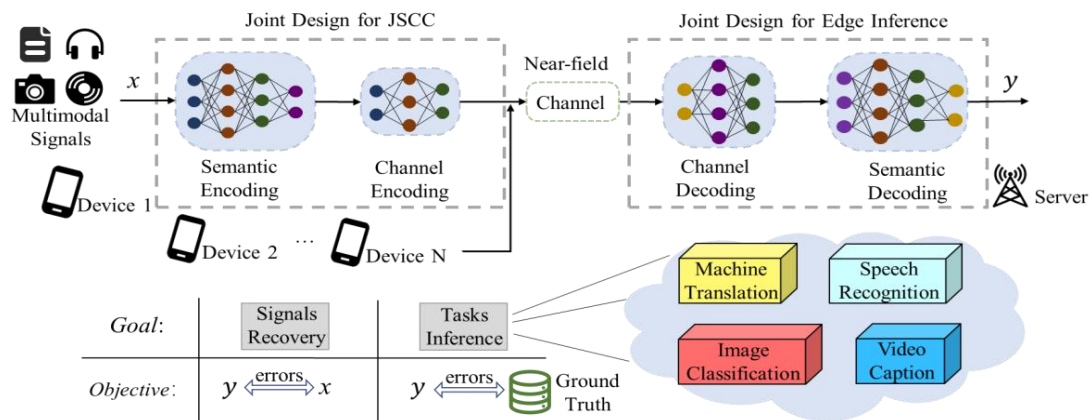 Joint Design for JSCC
Joint Design for Edge Inference
Multimodal
Signals
x
Semantic
Encoding
Channel
Encoding
Near-field
Channel
Channel
Decoding
Semantic
Decoding
y
Device 1
Device 2
...
Device N
Server
Goal:
Signals
Recovery
Tasks
Inference
Objective:
y errors x
y errors
Ground
Truth
Machine
Translation
Speech
Recognition
Image
Classification
Video
Caption